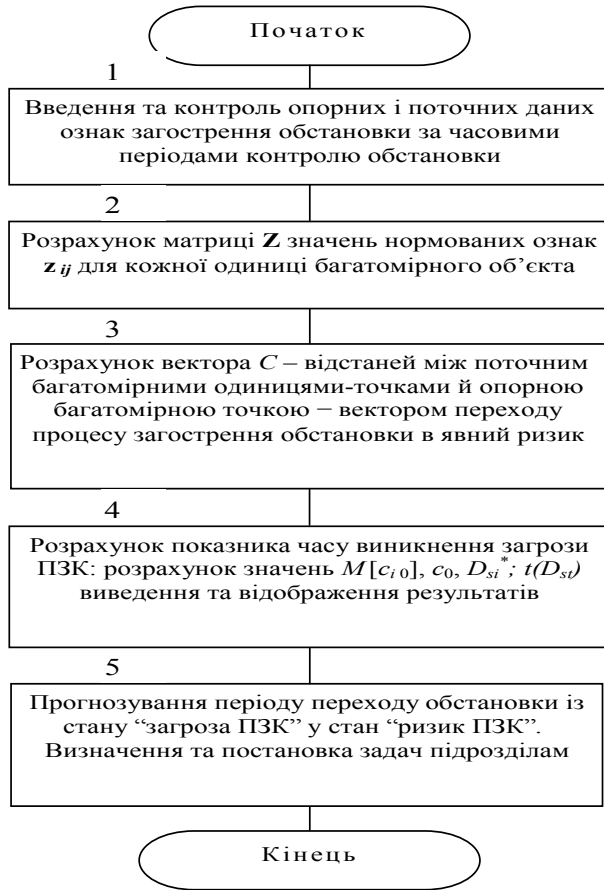 Початок
1
Введення та контроль опорних і поточних даних
ознак загострення обстановки за часовими
періодами контролю обстановки
2
Розрахунок матриці Z значень нормованих ознак
z ij для кожної одиниці багатомірного об’єкта
3
Розрахунок вектора C – відстаней між поточним
багатомірними одиницями-точками й опорною
багатомірною точкою – вектором переходу
процесу загострення обстановки в явний ризик
4
Розрахунок показника часу виникнення загрози
ПЗК: розрахунок значень M[c i 0], c0, Dsi*; t(Dst)
виведення та відображення результатів
5
Прогнозування періоду переходу обстановки із
стану “загроза ПЗК” у стан “ризик ПЗК”.
Визначення та постановка задач підрозділам
Кінець